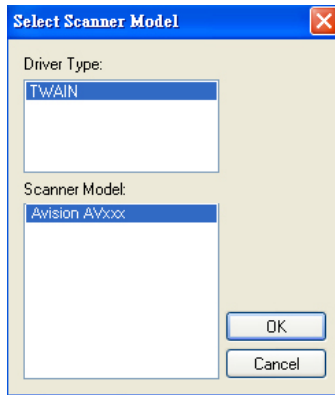 Select Scanner Model
Driver Type:
TWAIN
Scanner Model:
Avision AVxxx
OK
Cancel